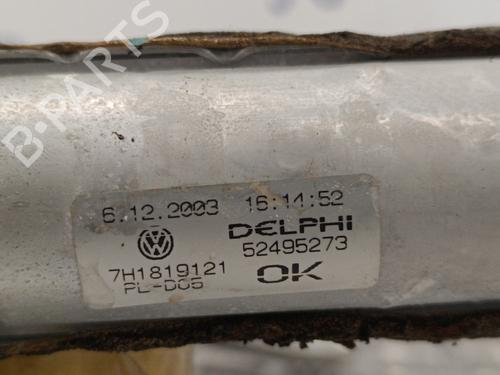 B-PARTS
6.12.2003 16:14:52
DELPHI
7H1819121 52495273
PL-D05 OK